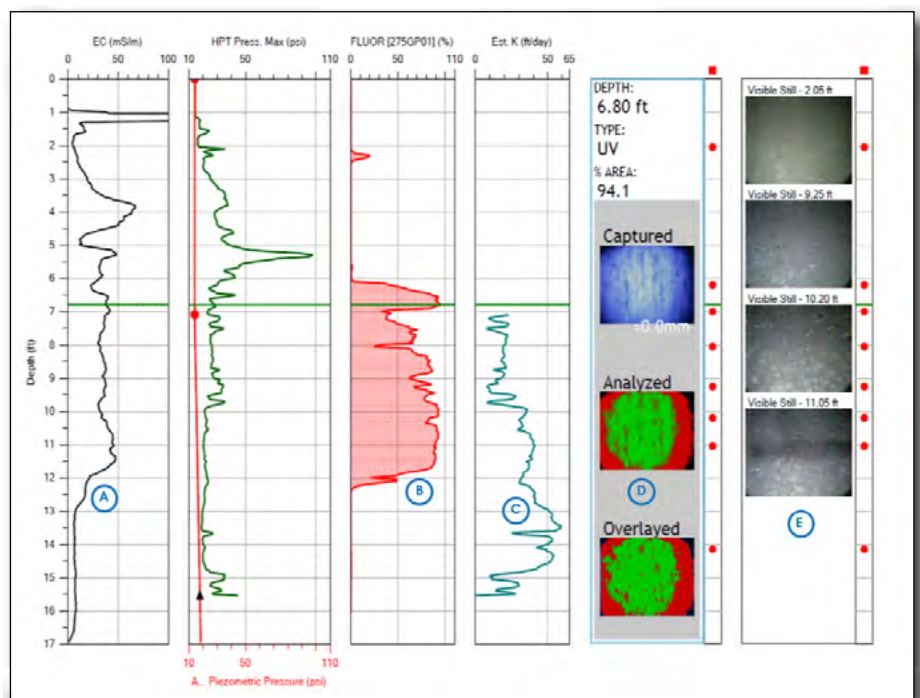 EC (mS/m)
0 50 100
HPT Press. Max (psi)
10 50 110
FLUOR [275GP01] (%)
0 50 110
Est. K (ft/day)
0 50 65
Depth (ft)
0
1
2
3
4
5
6
7
8
9
10
11
12
13
14
15
16
17
10 50 110
A... Piezometric Pressure (psi)
A
B
C
DEPTH:
6.80 ft
TYPE:
UV
% AREA:
94.1
Captured
=0.0mm
Analyzed
D
Overlayed
Visible Still - 2.05 ft
Visible Still - 9.25 ft
Visible Still - 10.20 ft
Visible Still - 11.05 ft
E